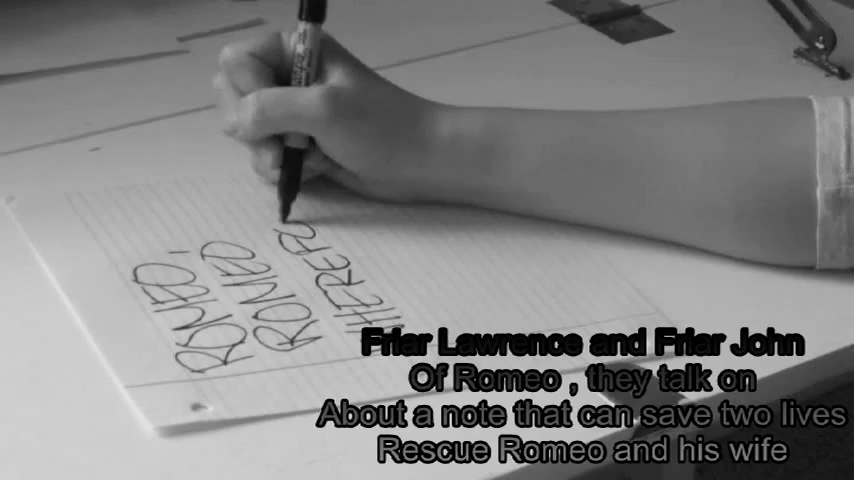 ROMEO,
ROMEO
WHEREFO
Friar Lawrence and Friar John
Of Romeo , they talk on
About a note that can save two lives
Rescue Romeo and his wife